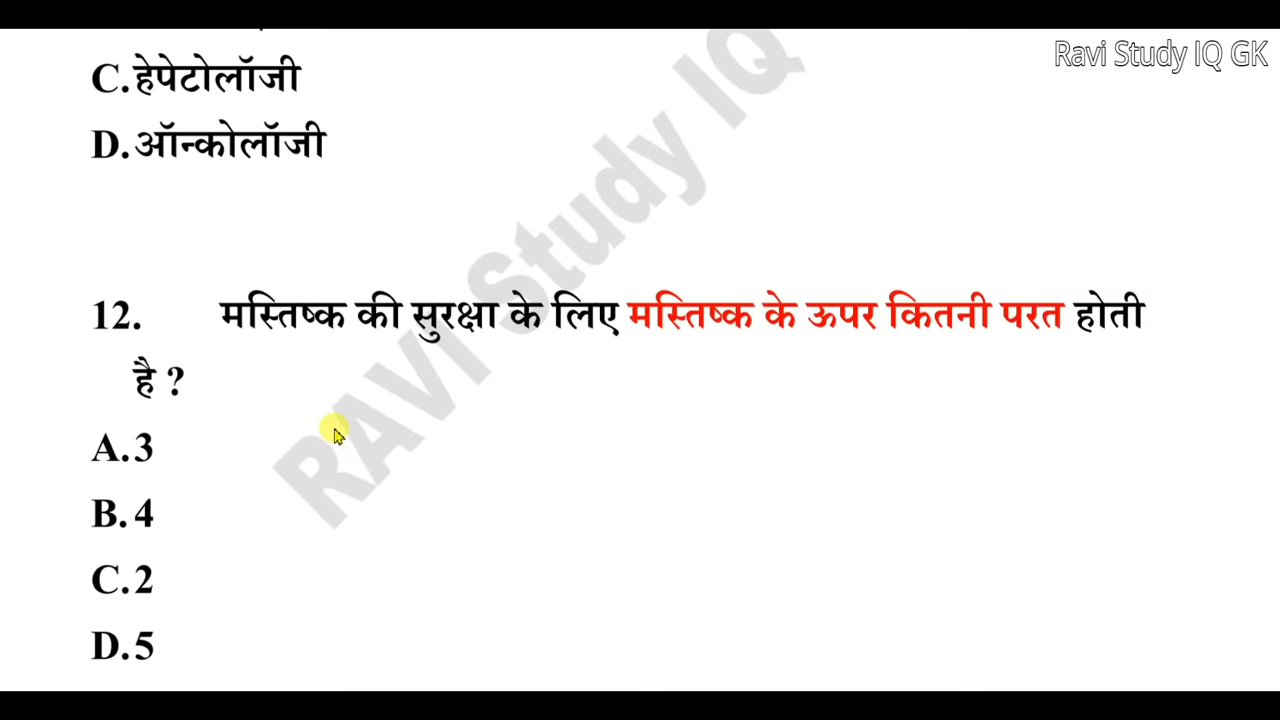 Ravi Study IQ GK
C. हेपेटोलॉजी
D. ऑन्कोलॉजी
RAVI Study IQ
12. मस्तिष्क की सुरक्षा के लिए मस्तिष्क के ऊपर कितनी परत होती
है ?
A. 3
B. 4
C. 2
D. 5